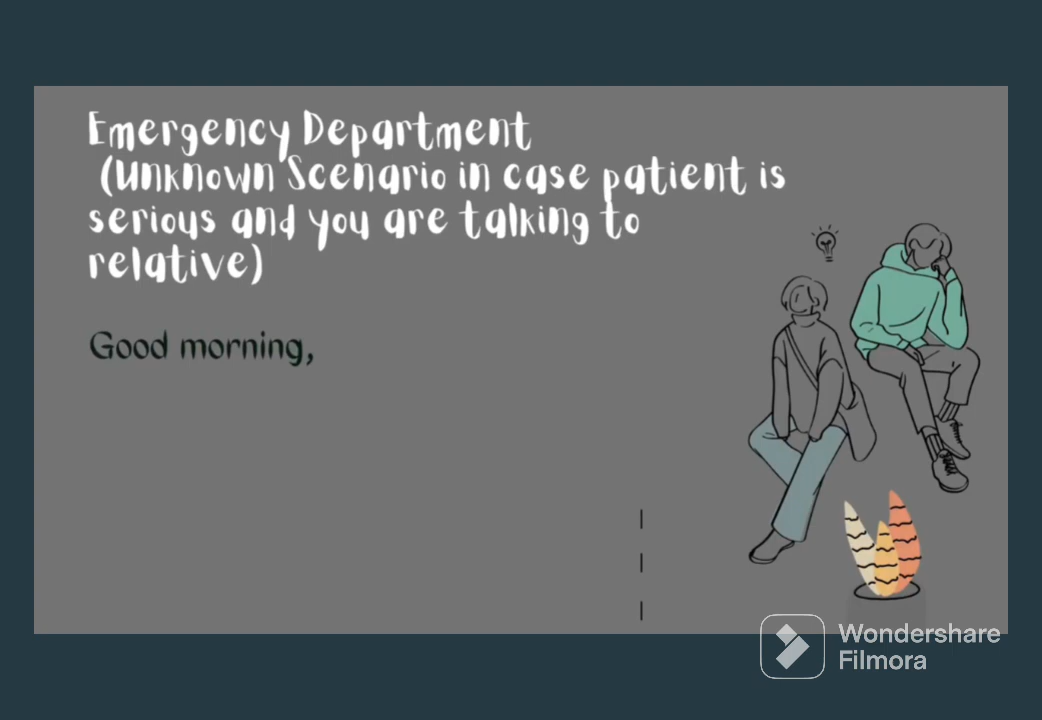 Emergency Department
(Unknown Scenario in case patient is
serious and you are talking to
relative)
Good morning,
Wondershare
Filmora